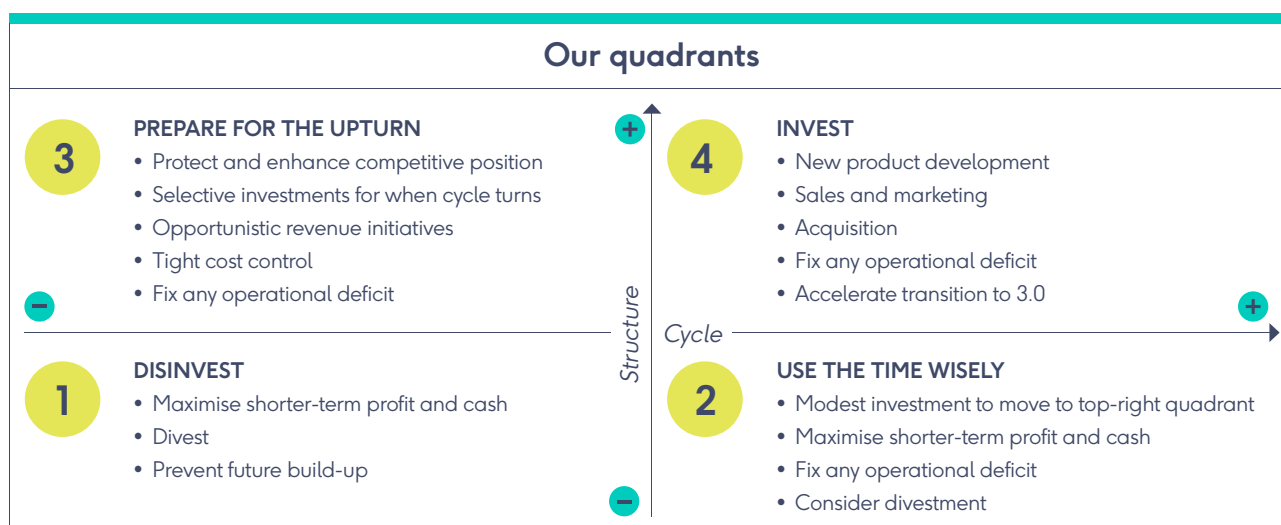 Our quadrants
3
PREPARE FOR THE UPTURN
• Protect and enhance competitive position
• Selective investments for when cycle turns
• Opportunistic revenue initiatives
• Tight cost control
• Fix any operational deficit
+
4
INVEST
• New product development
• Sales and marketing
• Acquisition
• Fix any operational deficit
• Accelerate transition to 3.0
−
+
Structure
Cycle
1
DISINVEST
• Maximise shorter-term profit and cash
• Divest
• Prevent future build-up
−
2
USE THE TIME WISELY
• Modest investment to move to top-right quadrant
• Maximise shorter-term profit and cash
• Fix any operational deficit
• Consider divestment